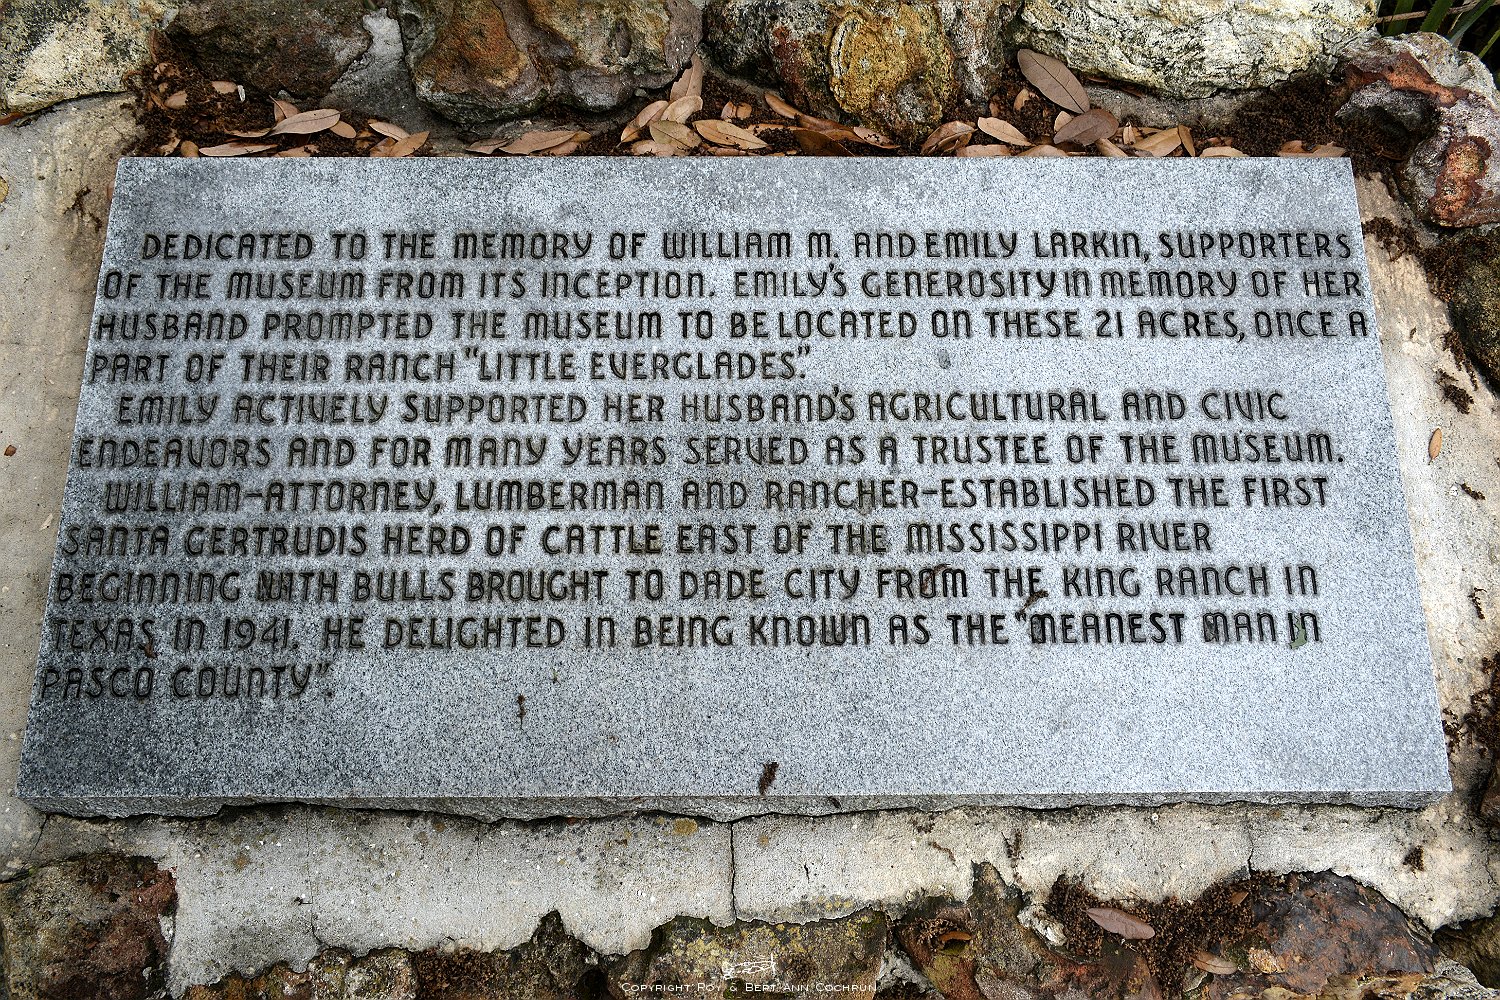 DEDICATED TO THE MEMORY OF WILLIAM M. AND EMILY LARKIN, SUPPORTERS
OF THE MUSEUM FROM ITS INCEPTION. EMILY'S GENEROSITY IN MEMORY OF HER
HUSBAND PROMPTED THE MUSEUM TO BE LOCATED ON THESE 21 ACRES, ONCE A
PART OF THEIR RANCH "LITTLE EVERGLADES".
EMILY ACTIVELY SUPPORTED HER HUSBAND'S AGRICULTURAL AND CIVIC
ENDEAVORS AND FOR MANY YEARS SERVED AS A TRUSTEE OF THE MUSEUM.
WILLIAM-ATTORNEY, LUMBERMAN AND RANCHER-ESTABLISHED THE FIRST
SANTA GERTRUDIS HERD OF CATTLE EAST OF THE MISSISSIPPI RIVER
BEGINNING WITH BULLS BROUGHT TO DADE CITY FROM THE KING RANCH IN
TEXAS IN 1941. HE DELIGHTED IN BEING KNOWN AS THE "MEANEST MAN IN
PASCO COUNTY".
COPYRIGHT ROY & BERT ANN COCHRUN